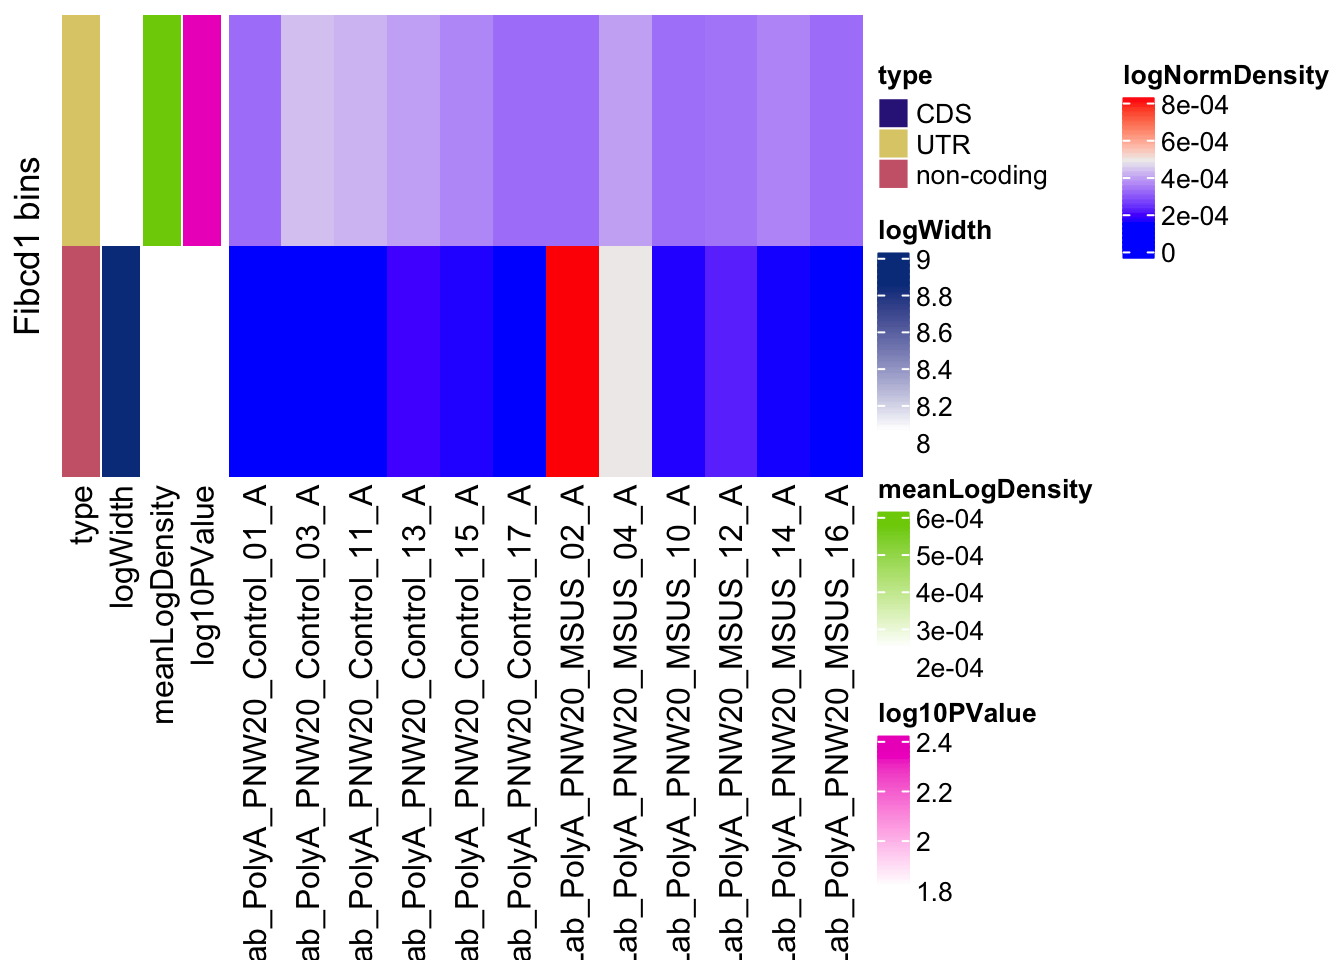 Fibcd1 bins
type
logWidth
meanLogDensity
log10PValue
ab_PolyA_PNW20_Control_01_A
ab_PolyA_PNW20_Control_03_A
ab_PolyA_PNW20_Control_11_A
ab_PolyA_PNW20_Control_13_A
ab_PolyA_PNW20_Control_15_A
ab_PolyA_PNW20_Control_17_A
ab_PolyA_PNW20_MSUS_02_A
ab_PolyA_PNW20_MSUS_04_A
ab_PolyA_PNW20_MSUS_10_A
ab_PolyA_PNW20_MSUS_12_A
ab_PolyA_PNW20_MSUS_14_A
ab_PolyA_PNW20_MSUS_16_A
type
CDS
UTR
non-coding
logWidth
9
8.8
8.6
8.4
8.2
8
meanLogDensity
6e-04
5e-04
4e-04
3e-04
2e-04
log10PValue
2.4
2.2
2
1.8
logNormDensity
8e-04
6e-04
4e-04
2e-04
0